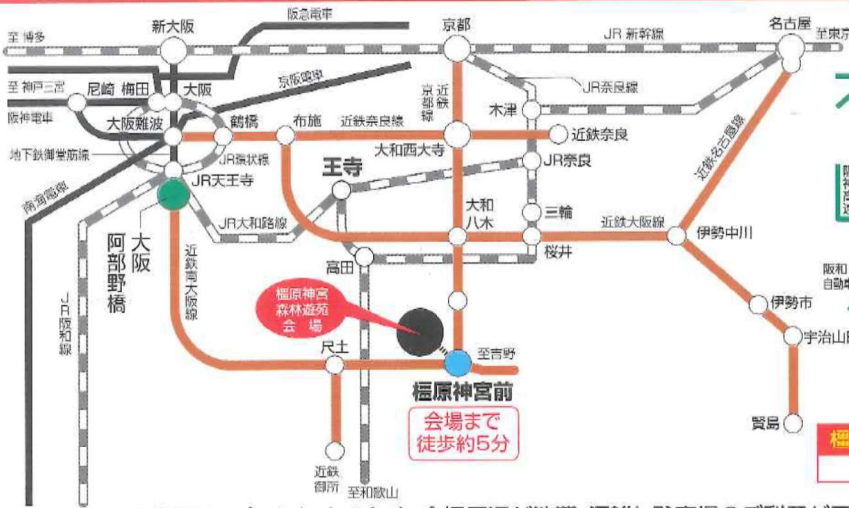 阪急電車
新大阪
京都
名古屋
至 博多
JR 新幹線
至 東京
至 神戸三宮
尼崎
梅田
大阪
京阪電車
近鉄
京都線
JR奈良線
木津
阪神電車
大阪難波
鶴橋
布施
近鉄奈良線
近鉄奈良
大和西大寺
近鉄名古屋線
地下鉄御堂筋線
JR環状線
JR天王寺
王寺
JR奈良
南海電車
JR大和路線
大和
八木
三輪
近鉄大阪線
伊勢中川
桜井
大阪
阿部野橋
近鉄南大阪線
高田
JR阪和線
橿原神宮
森林遊苑
会 場
阪和
自動車
伊勢市
宇治山田
尺土
至吉野
橿原神宮前
会場まで
徒歩約5分
賢島
近鉄
御所
至和歌山